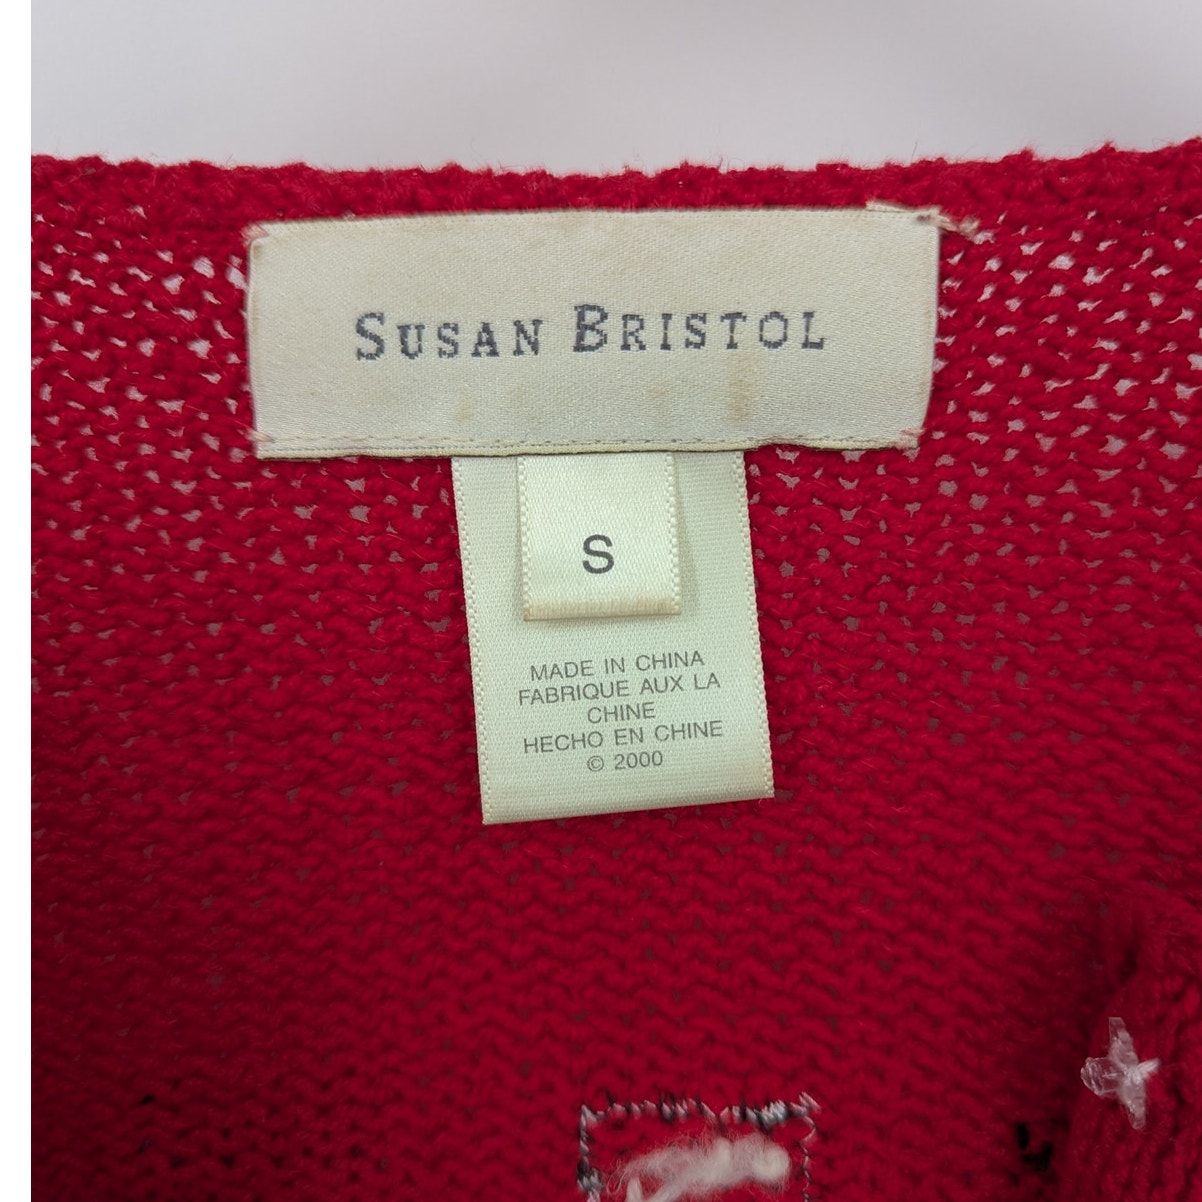 SUSAN BRISTOL
S
MADE IN CHINA
FABRIQUE AUX LA
CHINE
HECHO EN CHINE
© 2000